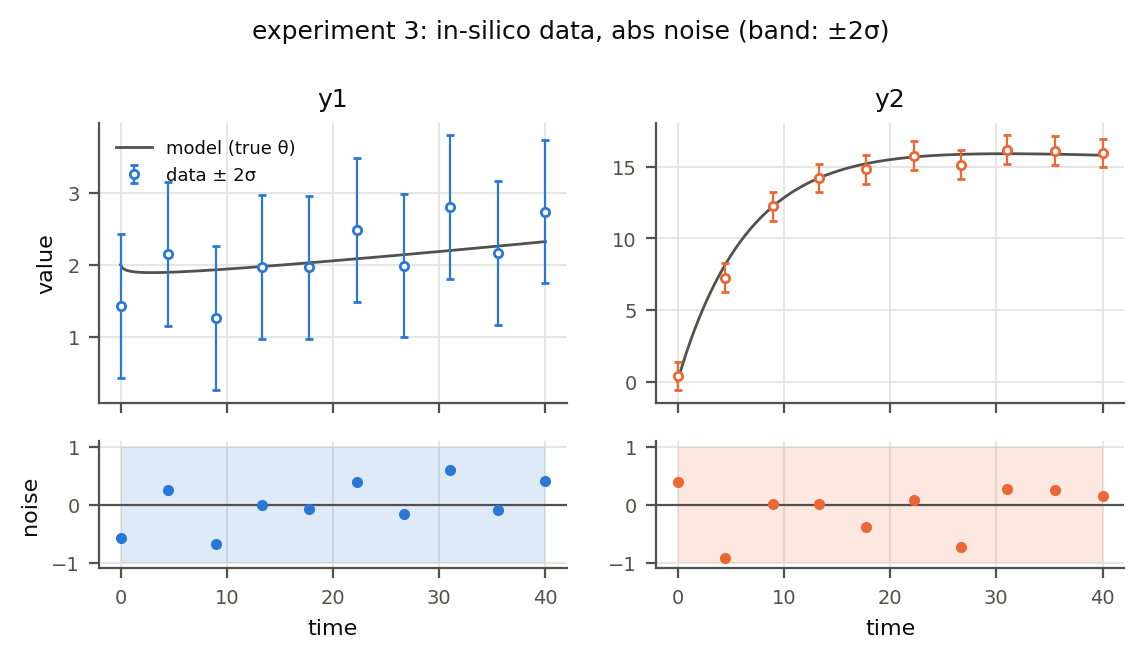 experiment 3: in-silico data, abs noise (band: ±2σ)
y1
y2
model (true θ)
data ± 2σ
value
3
2
1
15
10
5
0
noise
1
0
−1
1
0
−1
0
10
20
30
40
0
10
20
30
40
time
time